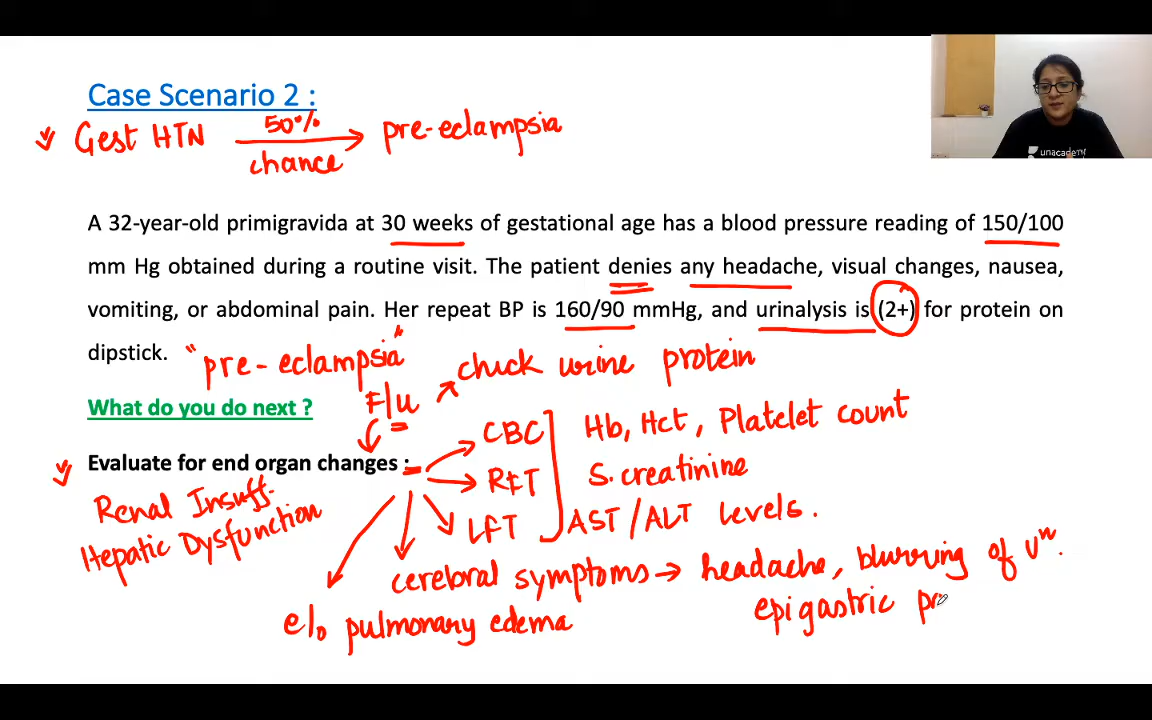 Case Scenario 2 :
Gest HTN 50% chance → pre-eclampsia
unacademy
A 32-year-old primigravida at 30 weeks of gestational age has a blood pressure reading of 150/100
mm Hg obtained during a routine visit. The patient denies any headache, visual changes, nausea,
vomiting, or abdominal pain. Her repeat BP is 160/90 mmHg, and urinalysis is (2+) for protein on
dipstick.
"pre-eclampsia"
F/u → chick urine protein
What do you do next ?
CBC Hb, Hct, Platelet count
Evaluate for end organ changes :
RFT S. creatinine
LFT AST/ALT levels.
Renal Insuff.
Hepatic Dysfunction
cerebral symptoms → headache, blurring of vⁿ.
epigastric
e/o pulmonary edema